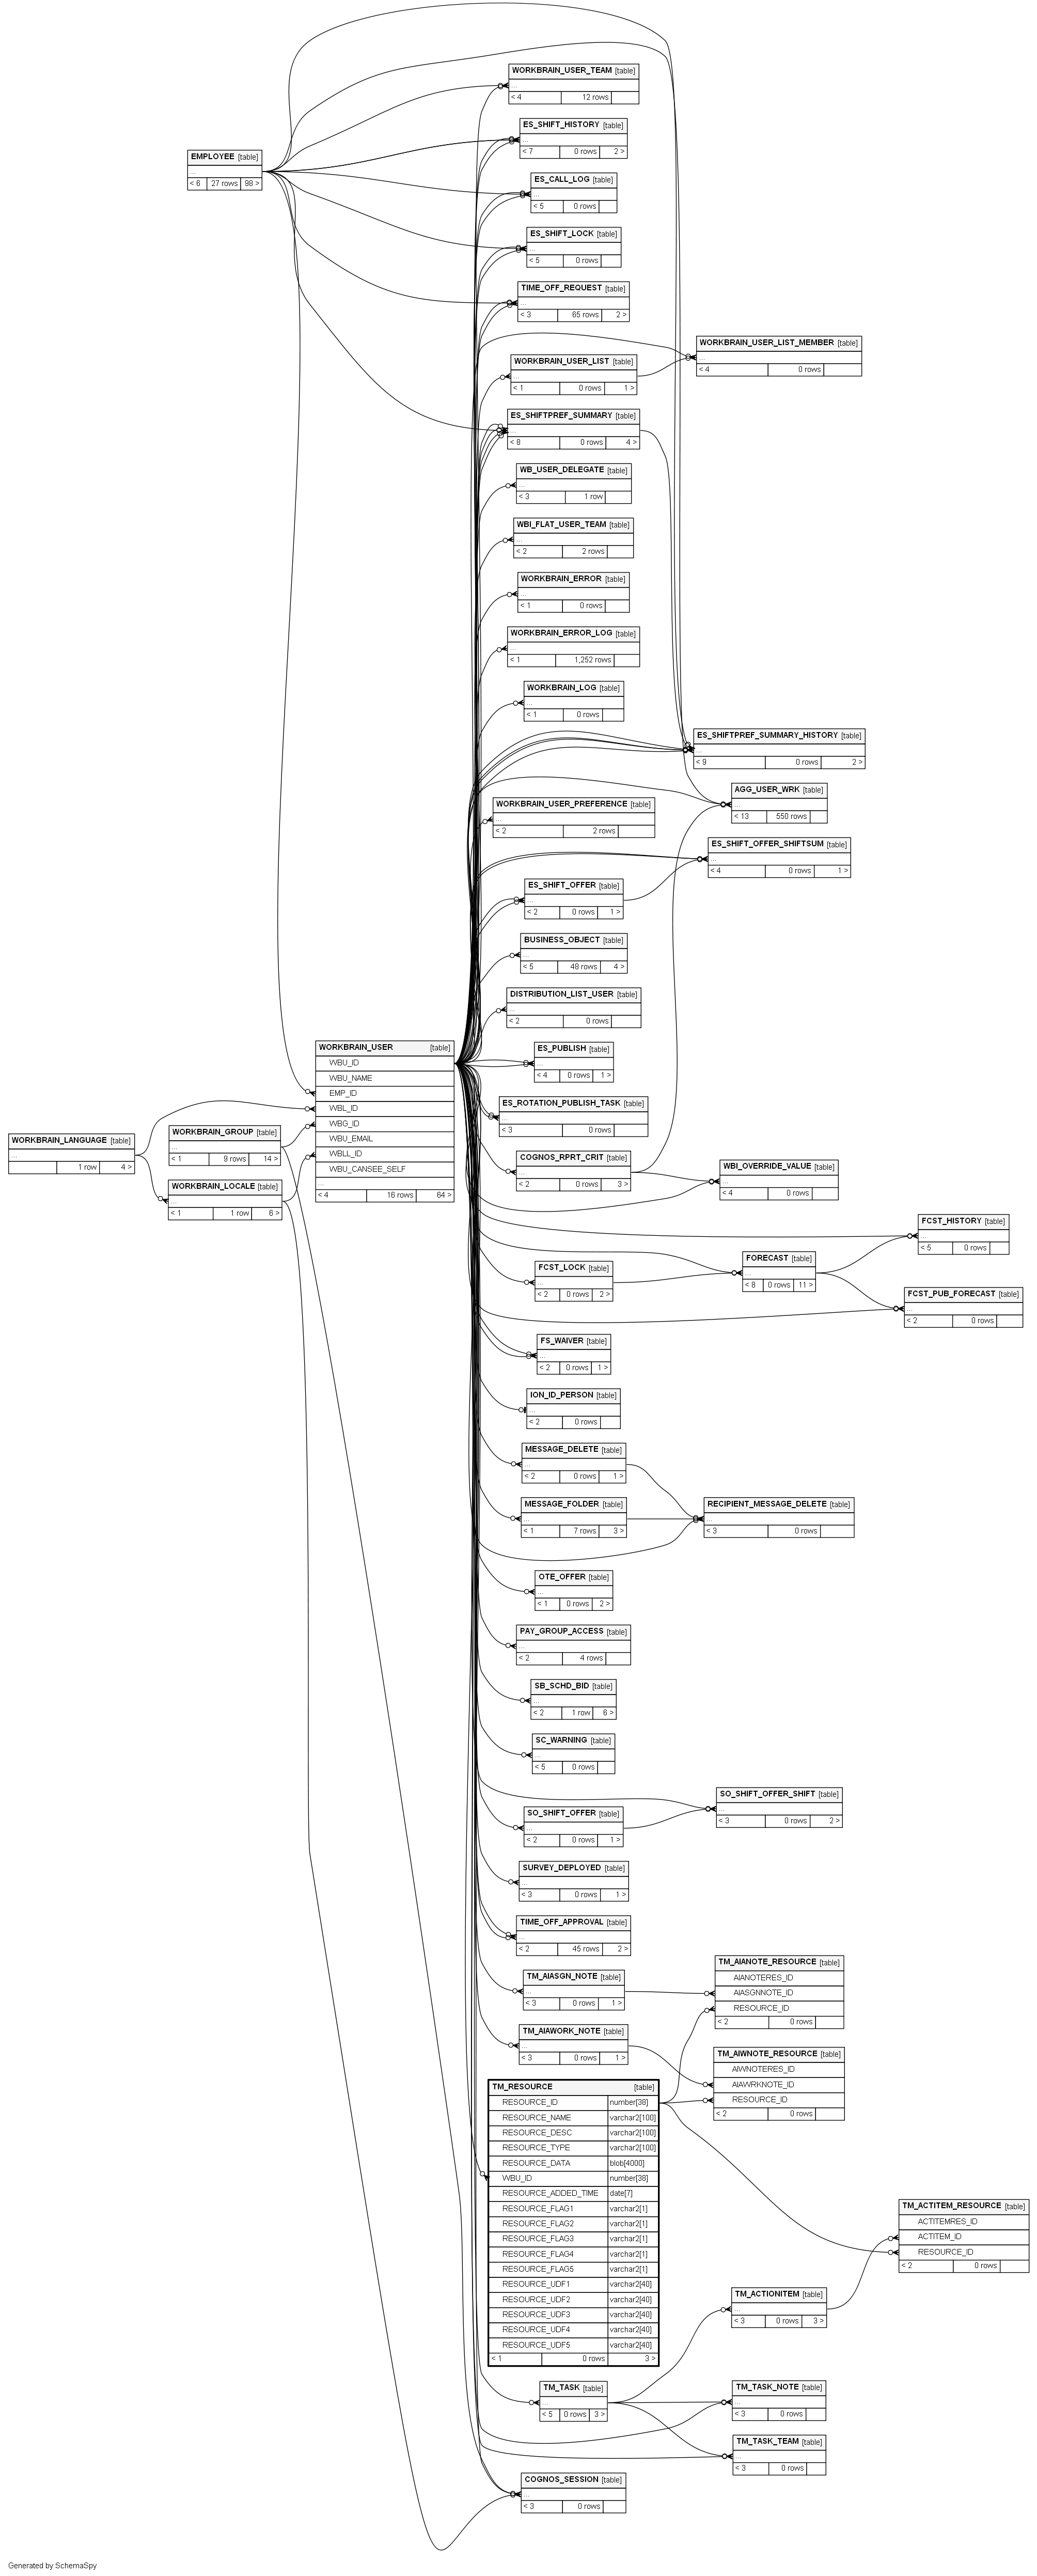 WORKBRAIN_USER_TEAM [table]
...
< 4 12 rows
ES_SHIFT_HISTORY [table]
...
< 7 0 rows 2 >
EMPLOYEE [table]
...
< 6 27 rows 98 >
ES_CALL_LOG [table]
...
< 5 0 rows
ES_SHIFT_LOCK [table]
...
< 5 0 rows
TIME_OFF_REQUEST [table]
...
< 3 65 rows 2 >
WORKBRAIN_USER_LIST_MEMBER [table]
...
< 4 0 rows
WORKBRAIN_USER_LIST [table]
...
< 1 0 rows 1 >
ES_SHIFTPREF_SUMMARY [table]
...
< 8 0 rows 4 >
WB_USER_DELEGATE [table]
...
< 3 1 row
WBI_FLAT_USER_TEAM [table]
...
< 2 2 rows
WORKBRAIN_ERROR [table]
...
< 1 0 rows
WORKBRAIN_ERROR_LOG [table]
...
< 1 1,252 rows
WORKBRAIN_LOG [table]
...
< 1 0 rows
ES_SHIFTPREF_SUMMARY_HISTORY [table]
...
< 9 0 rows 2 >
AGG_USER_WRK [table]
...
< 13 550 rows
WORKBRAIN_USER_PREFERENCE [table]
...
< 2 2 rows
ES_SHIFT_OFFER_SHIFTSUM [table]
...
< 4 0 rows 1 >
ES_SHIFT_OFFER [table]
...
< 2 0 rows 1 >
BUSINESS_OBJECT [table]
...
< 5 48 rows 4 >
DISTRIBUTION_LIST_USER [table]
...
< 2 0 rows
ES_PUBLISH [table]
...
< 4 0 rows 1 >
WORKBRAIN_USER [table]
WBU_ID
WBU_NAME
EMP_ID
WBL_ID
WBG_ID
WBU_EMAIL
WBLL_ID
WBU_CANSEE_SELF
...
< 4 16 rows 64 >
ES_ROTATION_PUBLISH_TASK [table]
...
< 3 0 rows
WORKBRAIN_LANGUAGE [table]
...
1 row 4 >
WORKBRAIN_GROUP [table]
...
< 1 9 rows 14 >
WORKBRAIN_LOCALE [table]
...
< 1 1 row 6 >
COGNOS_RPRT_CRIT [table]
...
< 2 0 rows 3 >
WBI_OVERRIDE_VALUE [table]
...
< 4 0 rows
FCST_HISTORY [table]
...
< 5 0 rows
FORECAST [table]
...
< 8 0 rows 11 >
FCST_LOCK [table]
...
< 2 0 rows 2 >
FCST_PUB_FORECAST [table]
...
< 2 0 rows
FS_WAIVER [table]
...
< 2 0 rows 1 >
ION_ID_PERSON [table]
...
< 2 0 rows
MESSAGE_DELETE [table]
...
< 2 0 rows 1 >
MESSAGE_FOLDER [table]
...
< 1 7 rows 3 >
RECIPIENT_MESSAGE_DELETE [table]
...
< 3 0 rows
OTE_OFFER [table]
...
< 1 0 rows 2 >
PAY_GROUP_ACCESS [table]
...
< 2 4 rows
SB_SCHD_BID [table]
...
< 2 1 row 6 >
SC_WARNING [table]
...
< 5 0 rows
SO_SHIFT_OFFER_SHIFT [table]
...
< 3 0 rows 2 >
SO_SHIFT_OFFER [table]
...
< 2 0 rows 1 >
SURVEY_DEPLOYED [table]
...
< 3 0 rows 1 >
TIME_OFF_APPROVAL [table]
...
< 2 45 rows 2 >
TM_AIASGN_NOTE [table]
...
< 3 0 rows 1 >
TM_AIANOTE_RESOURCE [table]
AIANOTERES_ID
AIASGNNOTE_ID
RESOURCE_ID
< 2 0 rows
TM_AIAWORK_NOTE [table]
...
< 3 0 rows 1 >
TM_AIWNOTE_RESOURCE [table]
AIWNOTERES_ID
AIAWRKNOTE_ID
RESOURCE_ID
< 2 0 rows
TM_RESOURCE [table]
RESOURCE_ID number[38]
RESOURCE_NAME varchar2[100]
RESOURCE_DESC varchar2[100]
RESOURCE_TYPE varchar2[100]
RESOURCE_DATA blob[4000]
WBU_ID number[38]
RESOURCE_ADDED_TIME date[7]
RESOURCE_FLAG1 varchar2[1]
RESOURCE_FLAG2 varchar2[1]
RESOURCE_FLAG3 varchar2[1]
RESOURCE_FLAG4 varchar2[1]
RESOURCE_FLAG5 varchar2[1]
RESOURCE_UDF1 varchar2[40]
RESOURCE_UDF2 varchar2[40]
RESOURCE_UDF3 varchar2[40]
RESOURCE_UDF4 varchar2[40]
RESOURCE_UDF5 varchar2[40]
< 1 0 rows 3 >
TM_ACTITEM_RESOURCE [table]
ACTITEMRES_ID
ACTITEM_ID
RESOURCE_ID
< 2 0 rows
TM_ACTIONITEM [table]
...
< 3 0 rows 3 >
TM_TASK [table]
...
< 5 0 rows 3 >
TM_TASK_NOTE [table]
...
< 3 0 rows
TM_TASK_TEAM [table]
...
< 3 0 rows
COGNOS_SESSION [table]
...
< 3 0 rows
Generated by SchemaSpy